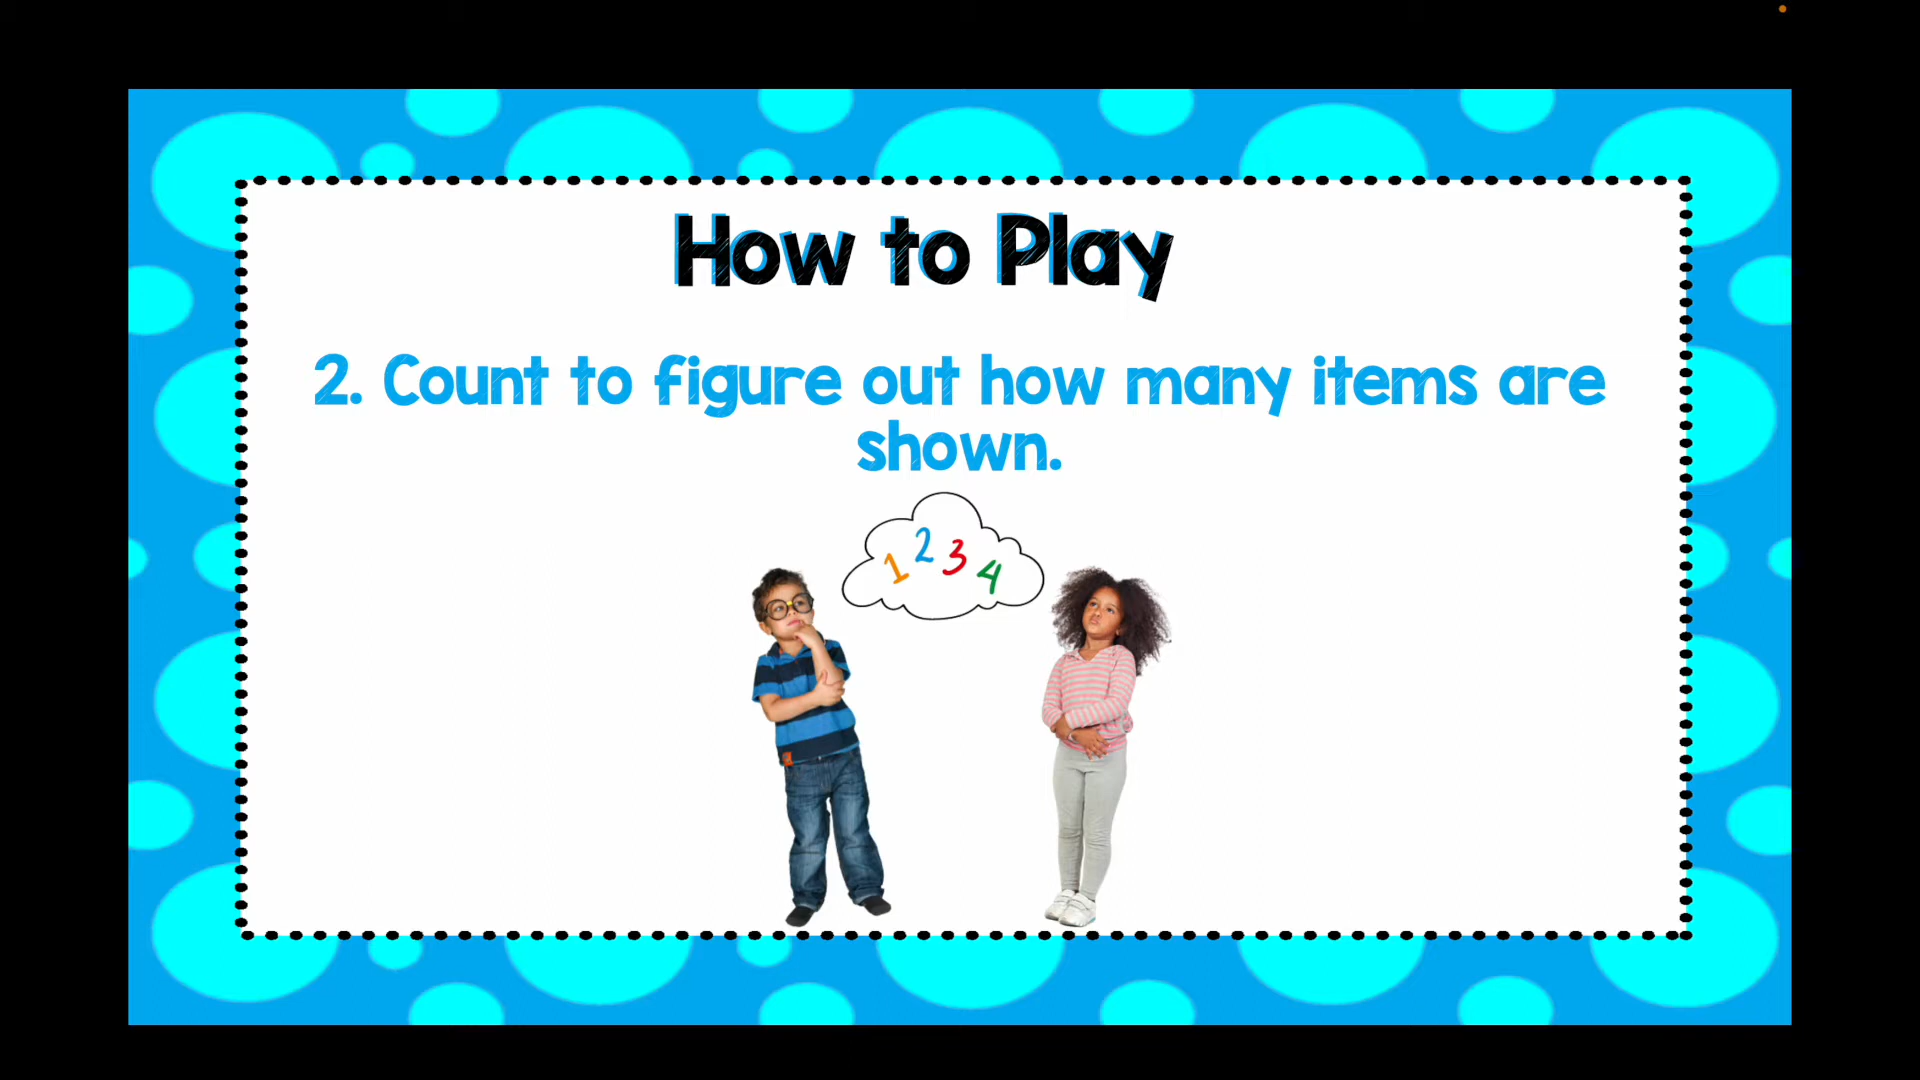 How to Play
2. Count to figure out how many items are
shown.
1 2 3 4